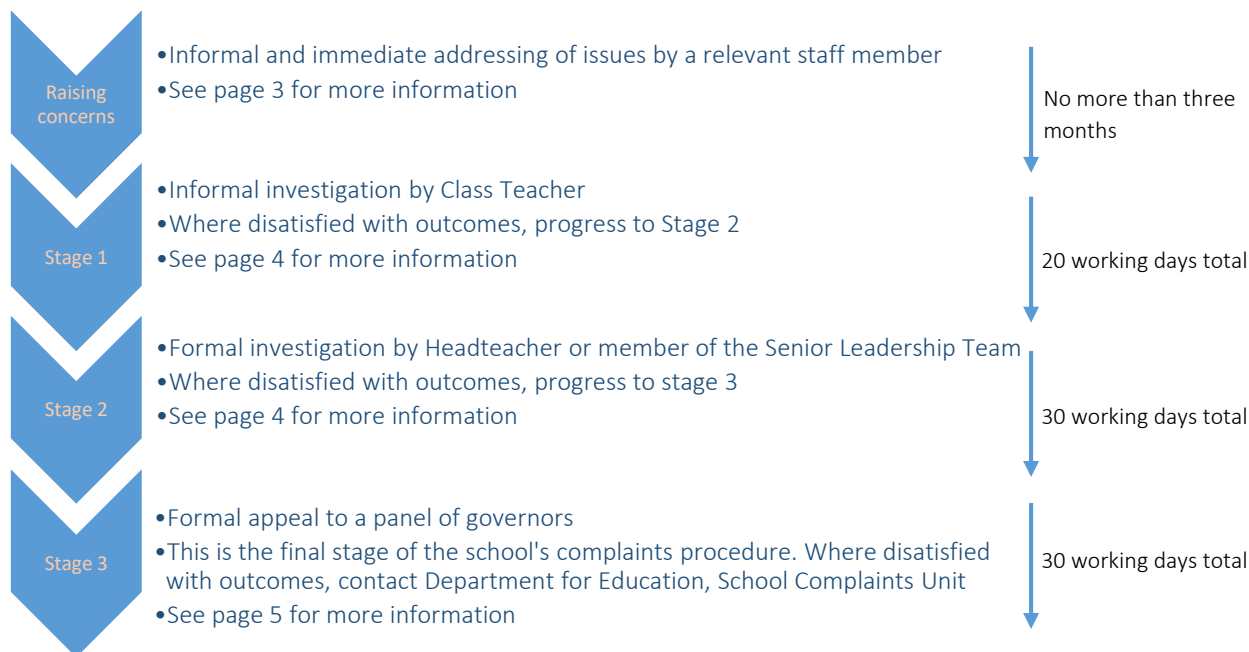 Raising
concerns
•Informal and immediate addressing of issues by a relevant staff member
•See page 3 for more information
No more than three
months
Stage 1
•Informal investigation by Class Teacher
•Where disatisfied with outcomes, progress to Stage 2
•See page 4 for more information
20 working days total
Stage 2
•Formal investigation by Headteacher or member of the Senior Leadership Team
•Where disatisfied with outcomes, progress to stage 3
•See page 4 for more information
30 working days total
Stage 3
•Formal appeal to a panel of governors
•This is the final stage of the school's complaints procedure. Where disatisfied
with outcomes, contact Department for Education, School Complaints Unit
•See page 5 for more information
30 working days total